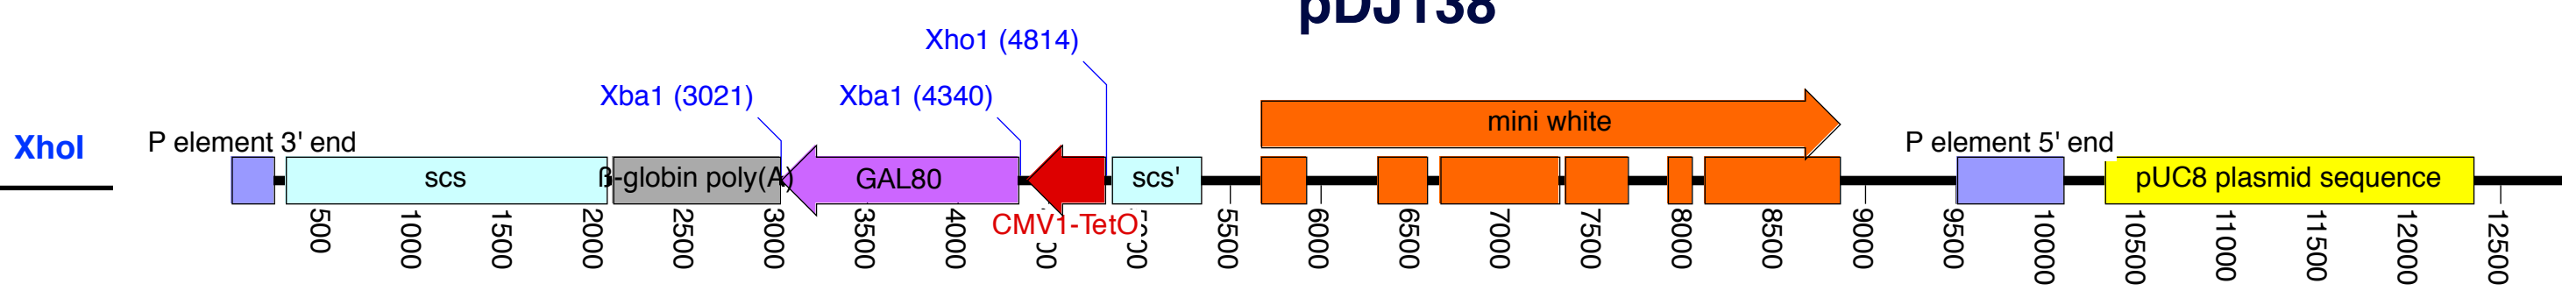 pDJ138
Xho1 (4814)
Xba1 (3021)
Xba1 (4340)
mini white
XhoI
P element 3' end
P element 5' end
scs
ß-globin poly(A)
GAL80
scs'
pUC8 plasmid sequence
CMV1-TetO
500
1000
1500
2000
2500
3000
3500
4000
5500
6000
6500
7000
7500
8000
8500
9000
9500
10000
10500
11000
11500
12000
12500